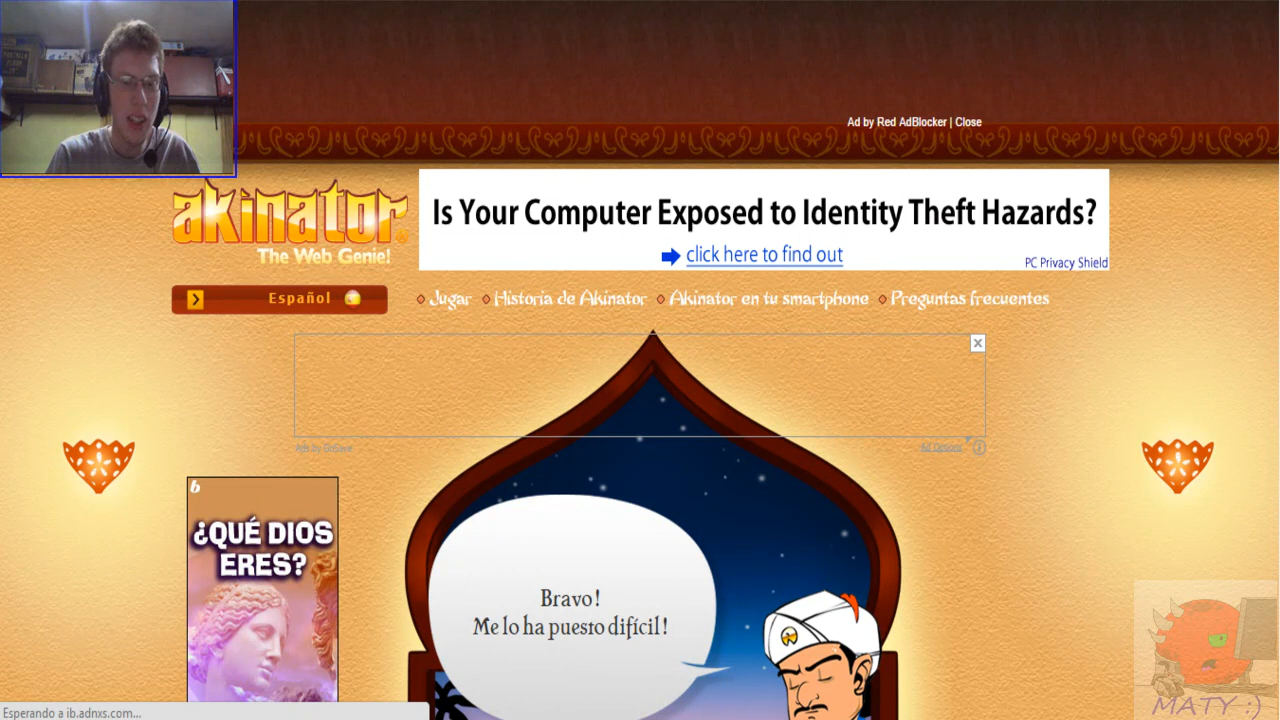 Ad by Red AdBlocker | Close
akinator
The Web Genie!
Is Your Computer Exposed to Identity Theft Hazards?
click here to find out
PC Privacy Shield
Español
Jugar
Historia de Akinator
Akinator en tu smartphone
Preguntas frecuentes
Ad Options
b
¿QUÉ DIOS
ERES?
Bravo!
Me lo ha puesto difícil!
Esperando a ib.adnxs.com...
MATY :)